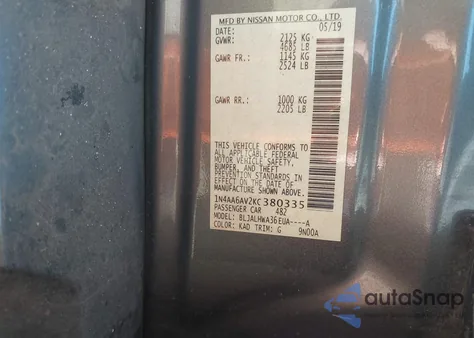 MFD BY NISSAN MOTOR CO., LTD.
DATE: 05/19
GVWR: 2125 KG
4685 LB
GAWR FR.: 1145 KG
2524 LB
GAWR RR.: 1000 KG
2205 LB
THIS VEHICLE CONFORMS TO
ALL APPLICABLE FEDERAL
MOTOR VEHICLE SAFETY,
BUMPER, AND THEFT
PREVENTION STANDARDS IN
EFFECT ON THE DATE OF
MANUFACTURE SHOWN ABOVE.
1N4AA6AV2KC380335
PASSENGER CAR 482
MODEL: BLJALHWA36EUA----A
COLOR: KAD TRIM: G 9N00A
autoSnap